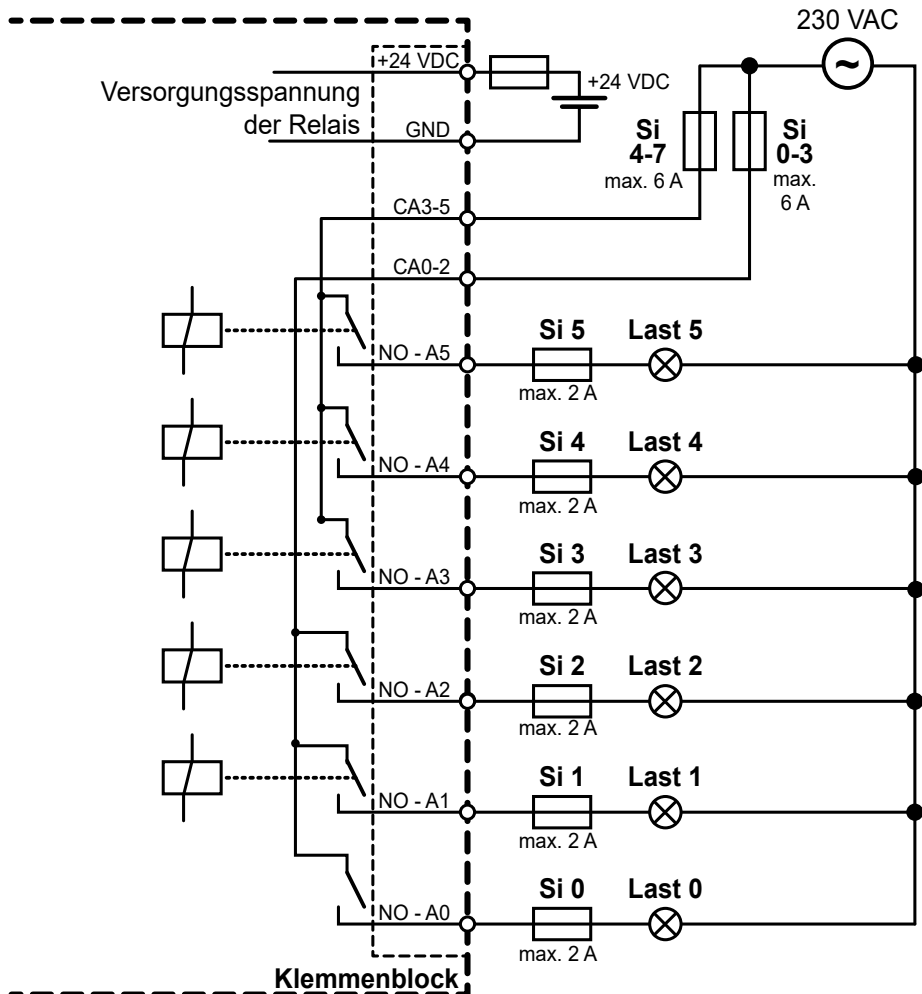 230 VAC
+24 VDC
+24 VDC
Versorgungsspannung
der Relais
GND
Si
4-7
max. 6 A
Si
0-3
max.
6 A
CA3-5
CA0-2
NO - A5
Si 5
max. 2 A
Last 5
NO - A4
Si 4
max. 2 A
Last 4
NO - A3
Si 3
max. 2 A
Last 3
NO - A2
Si 2
max. 2 A
Last 2
NO - A1
Si 1
max. 2 A
Last 1
NO - A0
Si 0
max. 2 A
Last 0
Klemmenblock